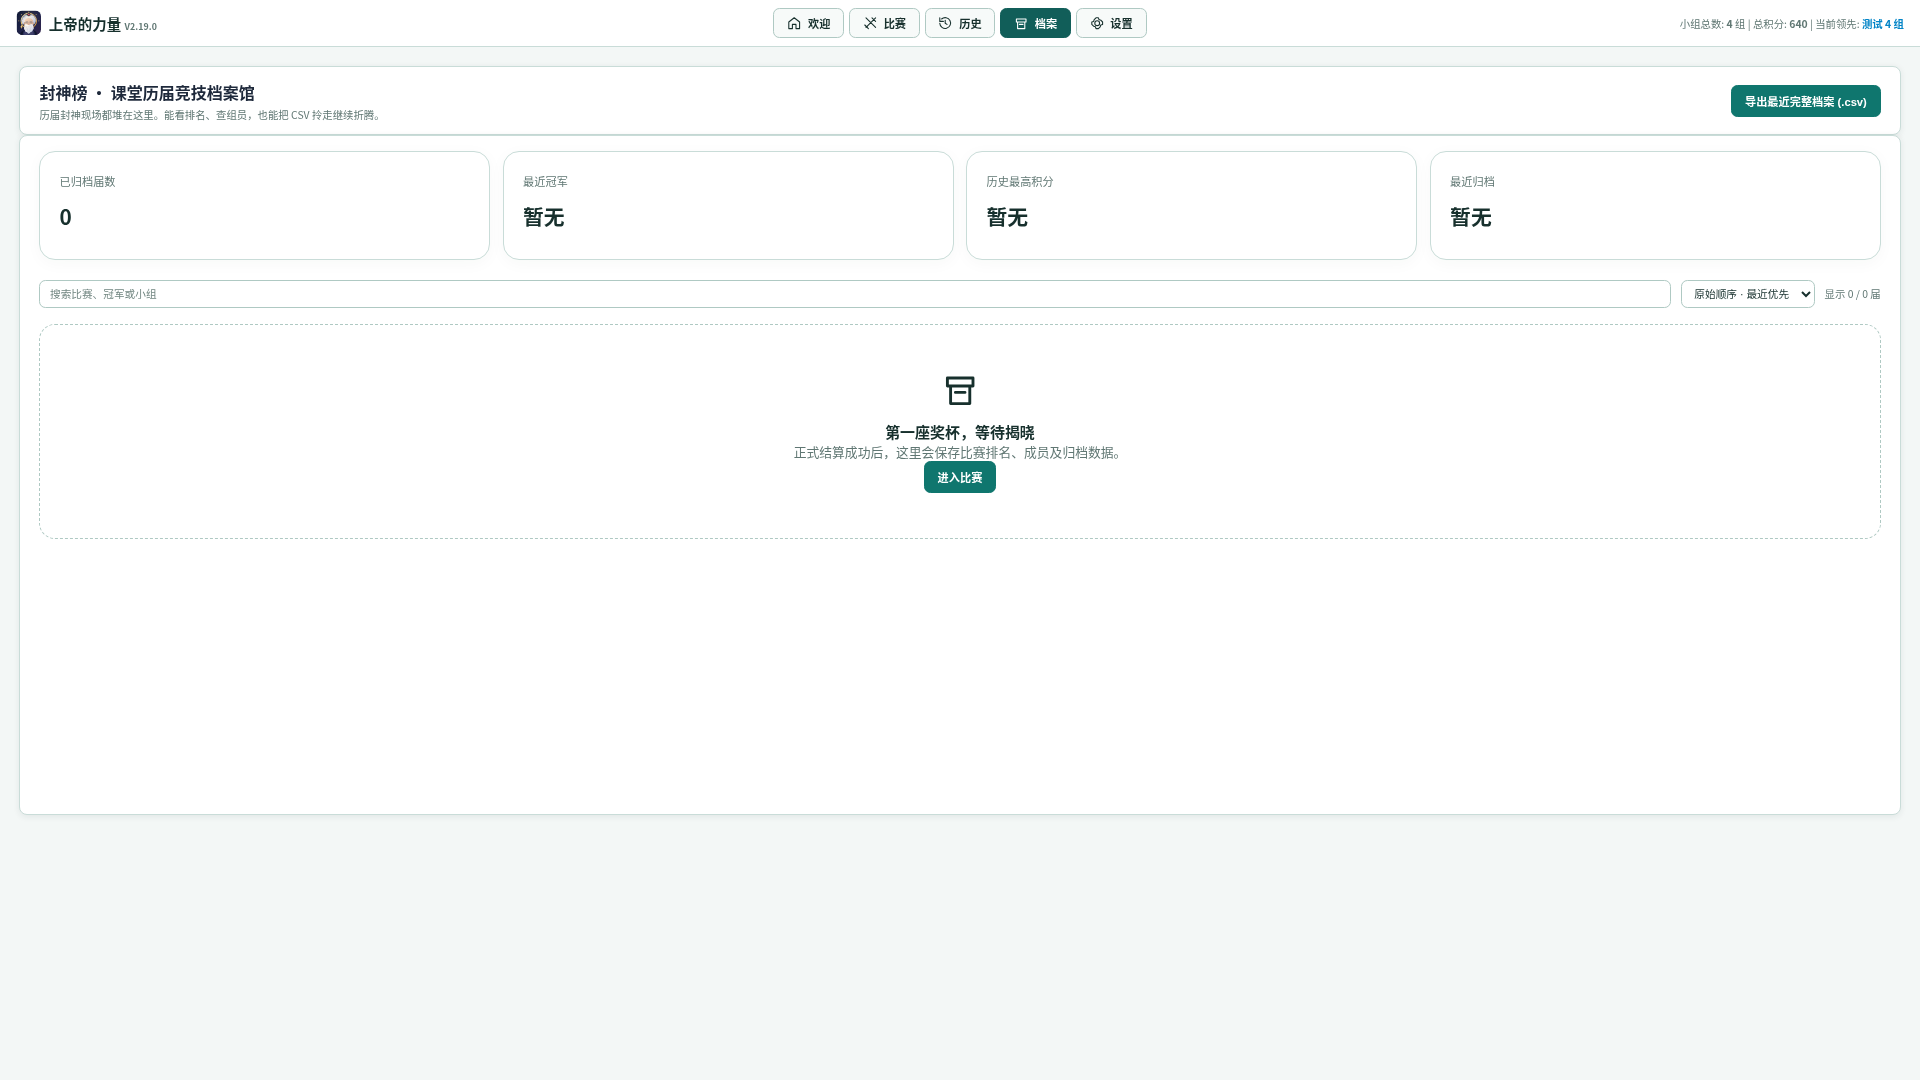 上帝的力量 V2.19.0
欢迎
比赛
历史
档案
设置
小组总数: 4 组 | 总积分: 640 | 当前领先: 测试 4 组
封神榜 · 课堂历届竞技档案馆
历届封神现场都堆在这里。能看排名、查组员，也能把 CSV 拎走继续折腾。
导出最近完整档案 (.csv)
已归档届数
0
最近冠军
暂无
历史最高积分
暂无
最近归档
暂无
搜索比赛、冠军或小组
原始顺序 · 最近优先
显示 0 / 0 届
第一座奖杯，等待揭晓
正式结算成功后，这里会保存比赛排名、成员及归档数据。
进入比赛